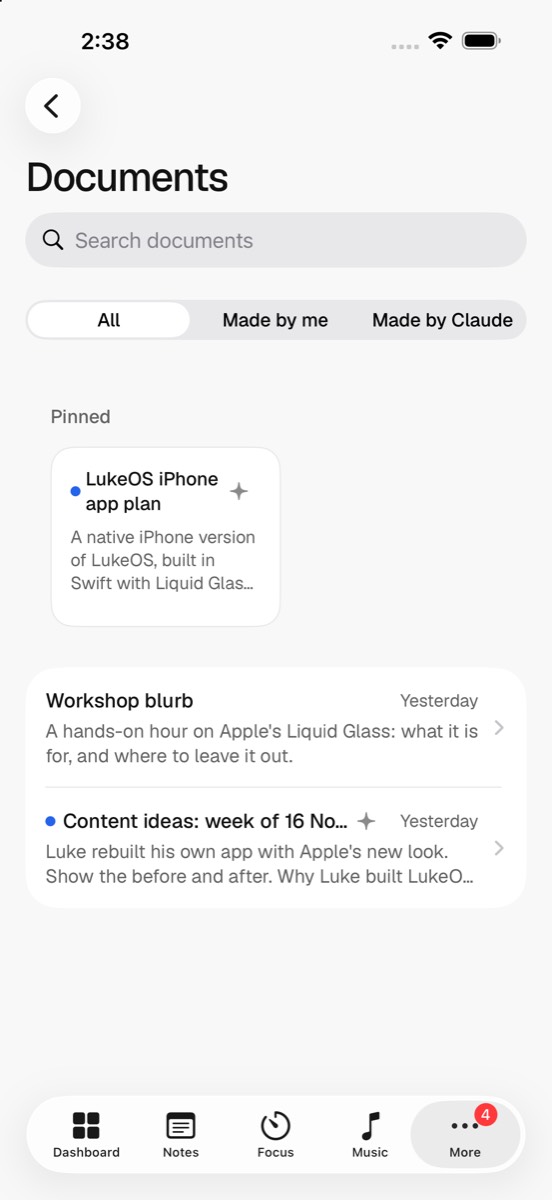 2:38
Documents
Search documents
All
Made by me
Made by Claude
Pinned
LukeOS iPhone
app plan
A native iPhone version
of LukeOS, built in
Swift with Liquid Glas...
Workshop blurb
Yesterday
A hands-on hour on Apple's Liquid Glass: what it is
for, and where to leave it out.
Content ideas: week of 16 No...
Yesterday
Luke rebuilt his own app with Apple's new look.
Show the before and after. Why Luke built LukeO...
4
Dashboard
Notes
Focus
Music
More